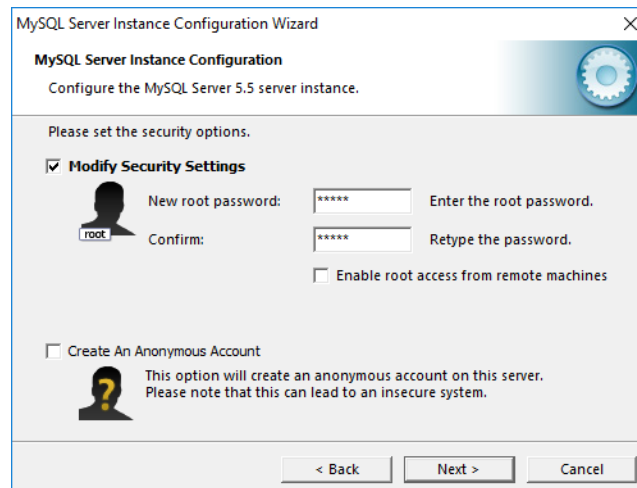 MySQL Server Instance Configuration Wizard
MySQL Server Instance Configuration
Configure the MySQL Server 5.5 server instance.
Please set the security options.
Modify Security Settings
New root password: ***** Enter the root password.
root
Confirm: ***** Retype the password.
Enable root access from remote machines
Create An Anonymous Account
This option will create an anonymous account on this server.
Please note that this can lead to an insecure system.
< Back Next > Cancel